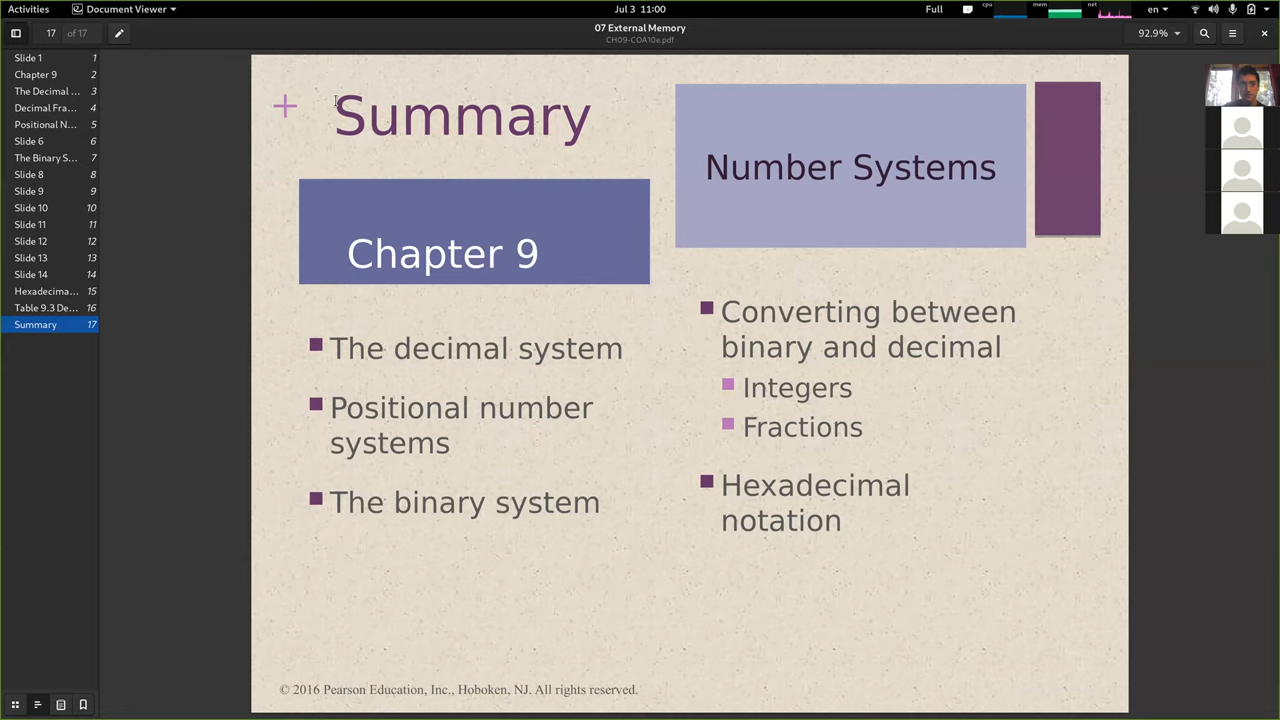 Activities
Document Viewer
Jul 3 11:00
Full
cpu
mem
net
en
17 of 17
07 External Memory
CH09-COA10e.pdf
92.9%
Slide 1 1
Chapter 9 2
The Decimal ... 3
Decimal Fra... 4
Positional N... 5
Slide 6 6
The Binary S... 7
Slide 8 8
Slide 9 9
Slide 10 10
Slide 11 11
Slide 12 12
Slide 13 13
Slide 14 14
Hexadecima... 15
Table 9.3 De... 16
Summary 17
+ Summary
Chapter 9
The decimal system
Positional number
systems
The binary system
Number Systems
Converting between
binary and decimal
Integers
Fractions
Hexadecimal
notation
© 2016 Pearson Education, Inc., Hoboken, NJ. All rights reserved.